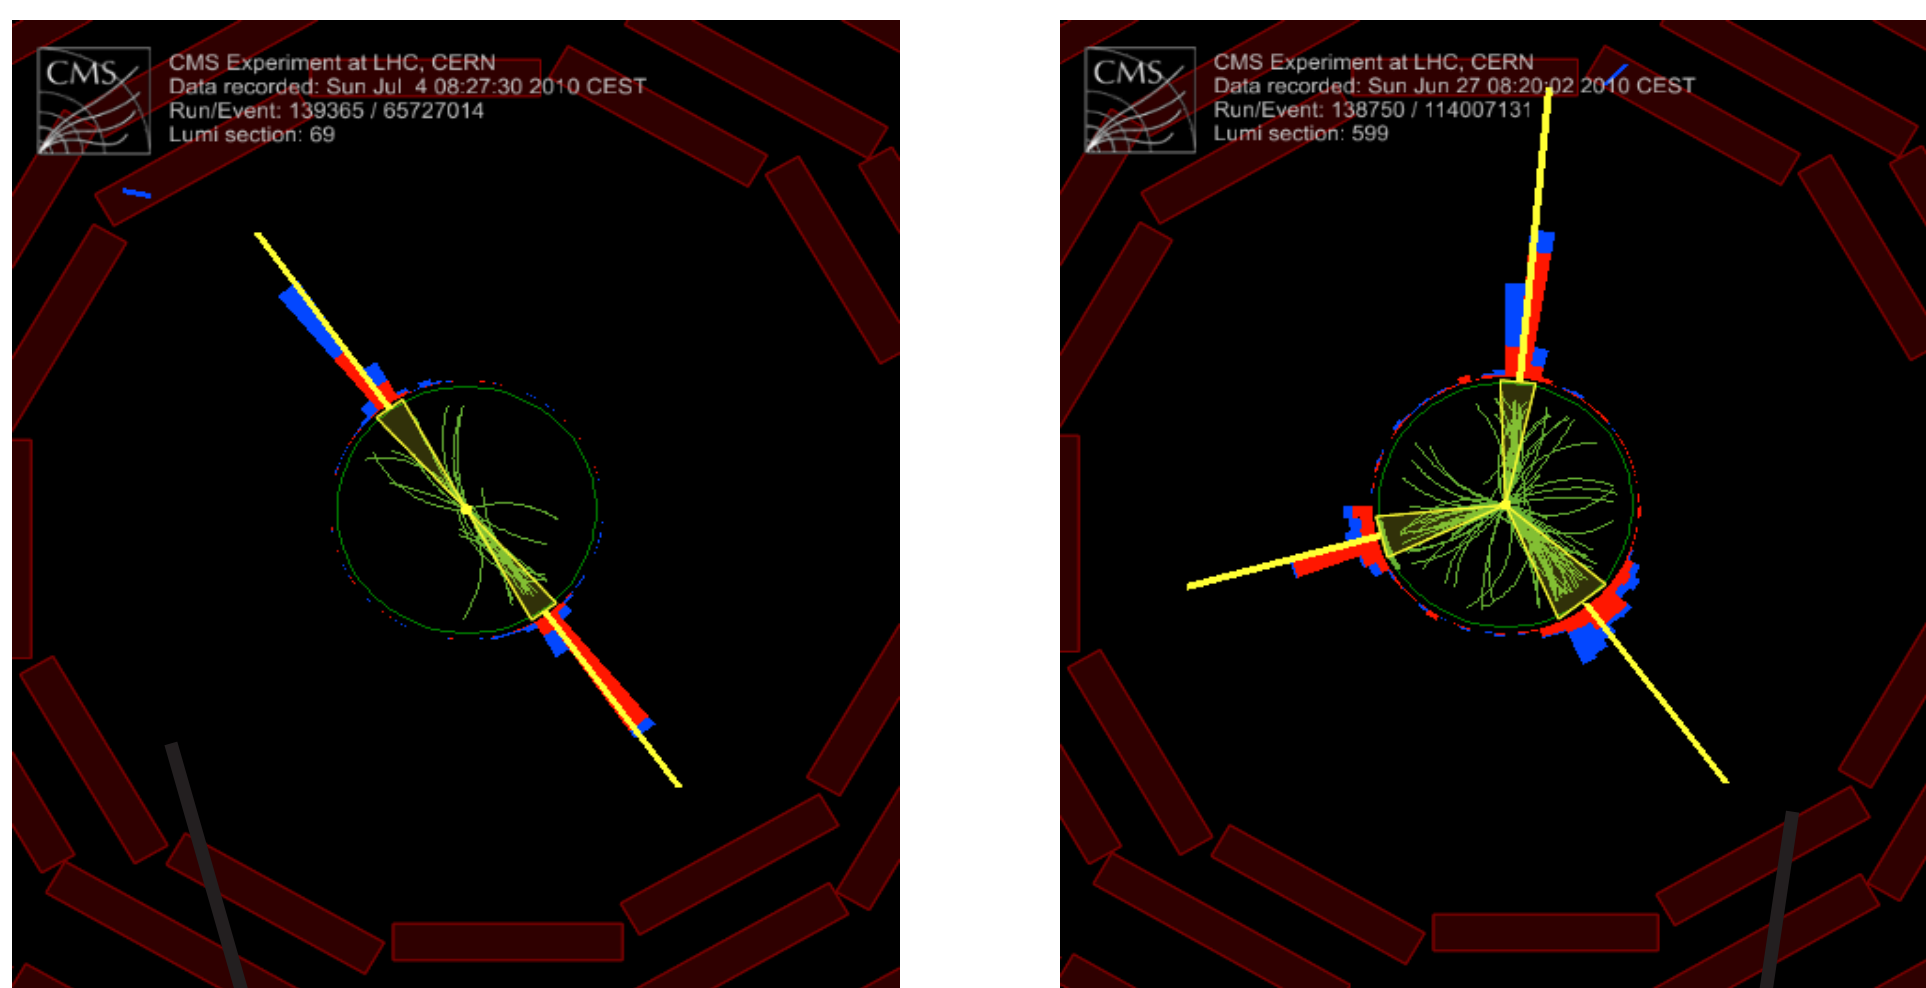 CMS
CMS Experiment at LHC, CERN
Data recorded: Sun Jul 4 08:27:30 2010 CEST
Run/Event: 139365 / 65727014
Lumi section: 69
CMS
CMS Experiment at LHC, CERN
Data recorded: Sun Jun 27 08:20:02 2010 CEST
Run/Event: 138750 / 114007131
Lumi section: 599